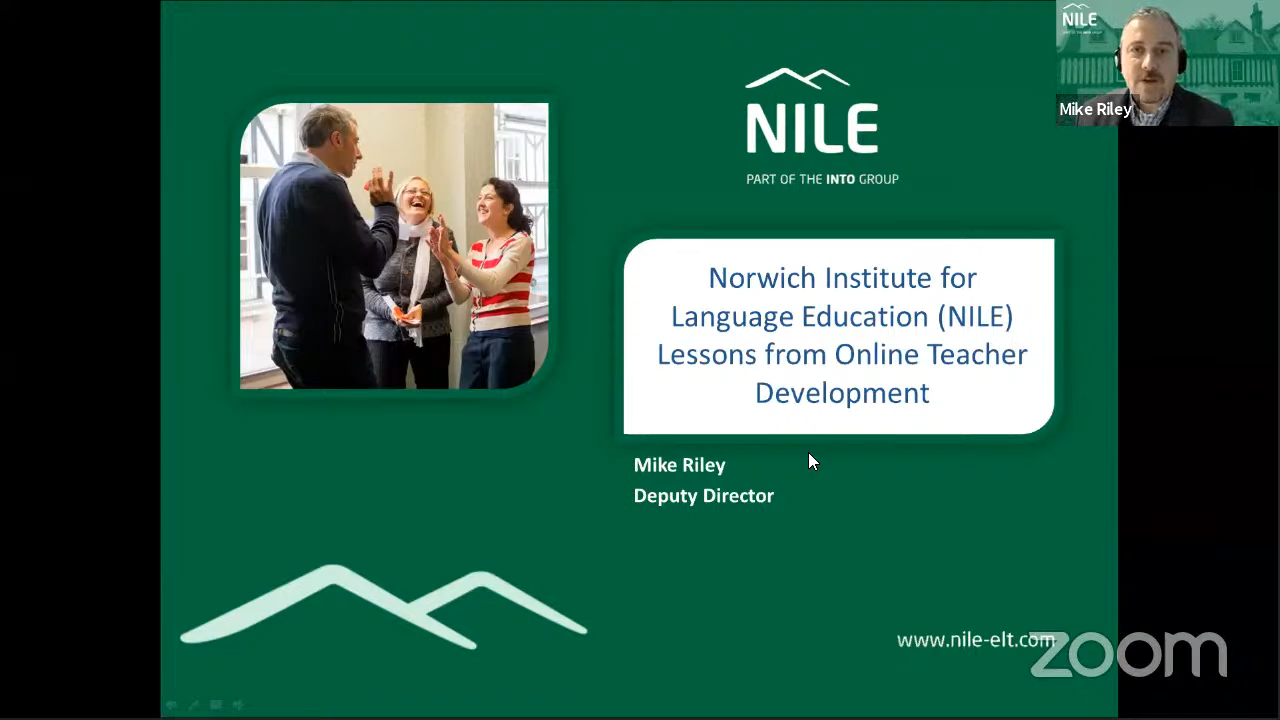 NILE
PART OF THE INTO GROUP
NILE
Mike Riley
Norwich Institute for
Language Education (NILE)
Lessons from Online Teacher
Development
Mike Riley
Deputy Director
www.nile-elt.com
zoom